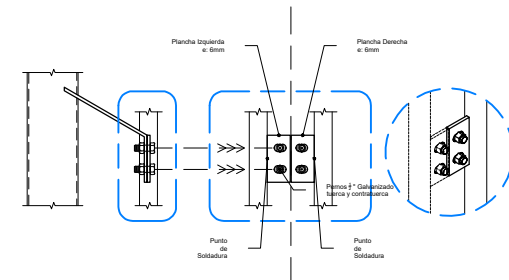 Plancha Izquierda
e: 6mm
Plancha Derecha
e: 6mm
Pernos " Galvanizado
tuerca y contratuerca
Punto
de
Soldadura
Punto
de
Soldadura